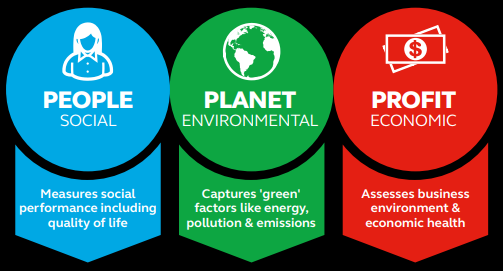 PEOPLE
SOCIAL
Measures social
performance including
quality of life
PLANET
ENVIRONMENTAL
Captures 'green'
factors like energy,
pollution & emissions
$
PROFIT
ECONOMIC
Assesses business
environment &
economic health